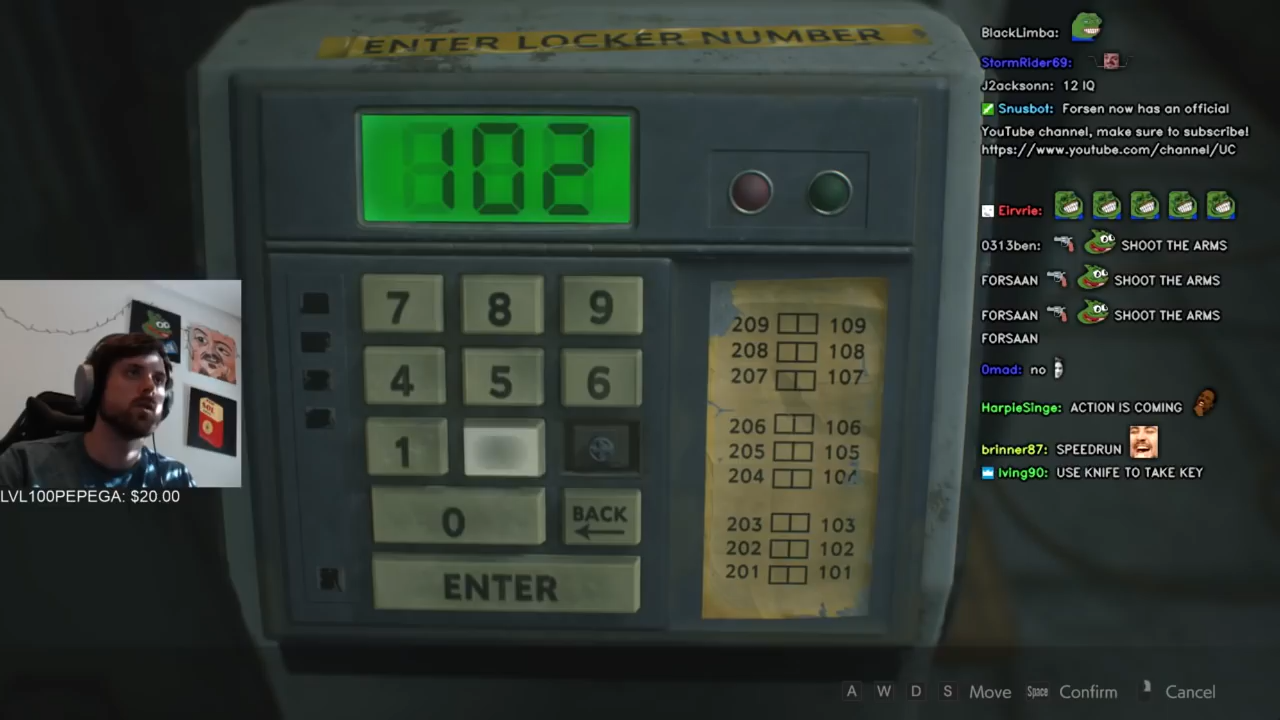 ENTER LOCKER NUMBER
102
7 8 9
4 5 6
1
0 BACK
ENTER
209 109
208 108
207 107
206 106
205 105
204 104
203 103
202 102
201 101
LVL100PEPEGA: $20.00
BlackLimba:
StormRider69:
J2acksonn: 12 IQ
Snusbot: Forsen now has an official
YouTube channel, make sure to subscribe!
https://www.youtube.com/channel/UC
Eirvrie:
0313ben: SHOOT THE ARMS
FORSAAN SHOOT THE ARMS
FORSAAN SHOOT THE ARMS
FORSAAN
0mad: no
HarpieSinge: ACTION IS COMING
brinner87: SPEEDRUN
lving90: USE KNIFE TO TAKE KEY
A W D S Move Space Confirm Cancel